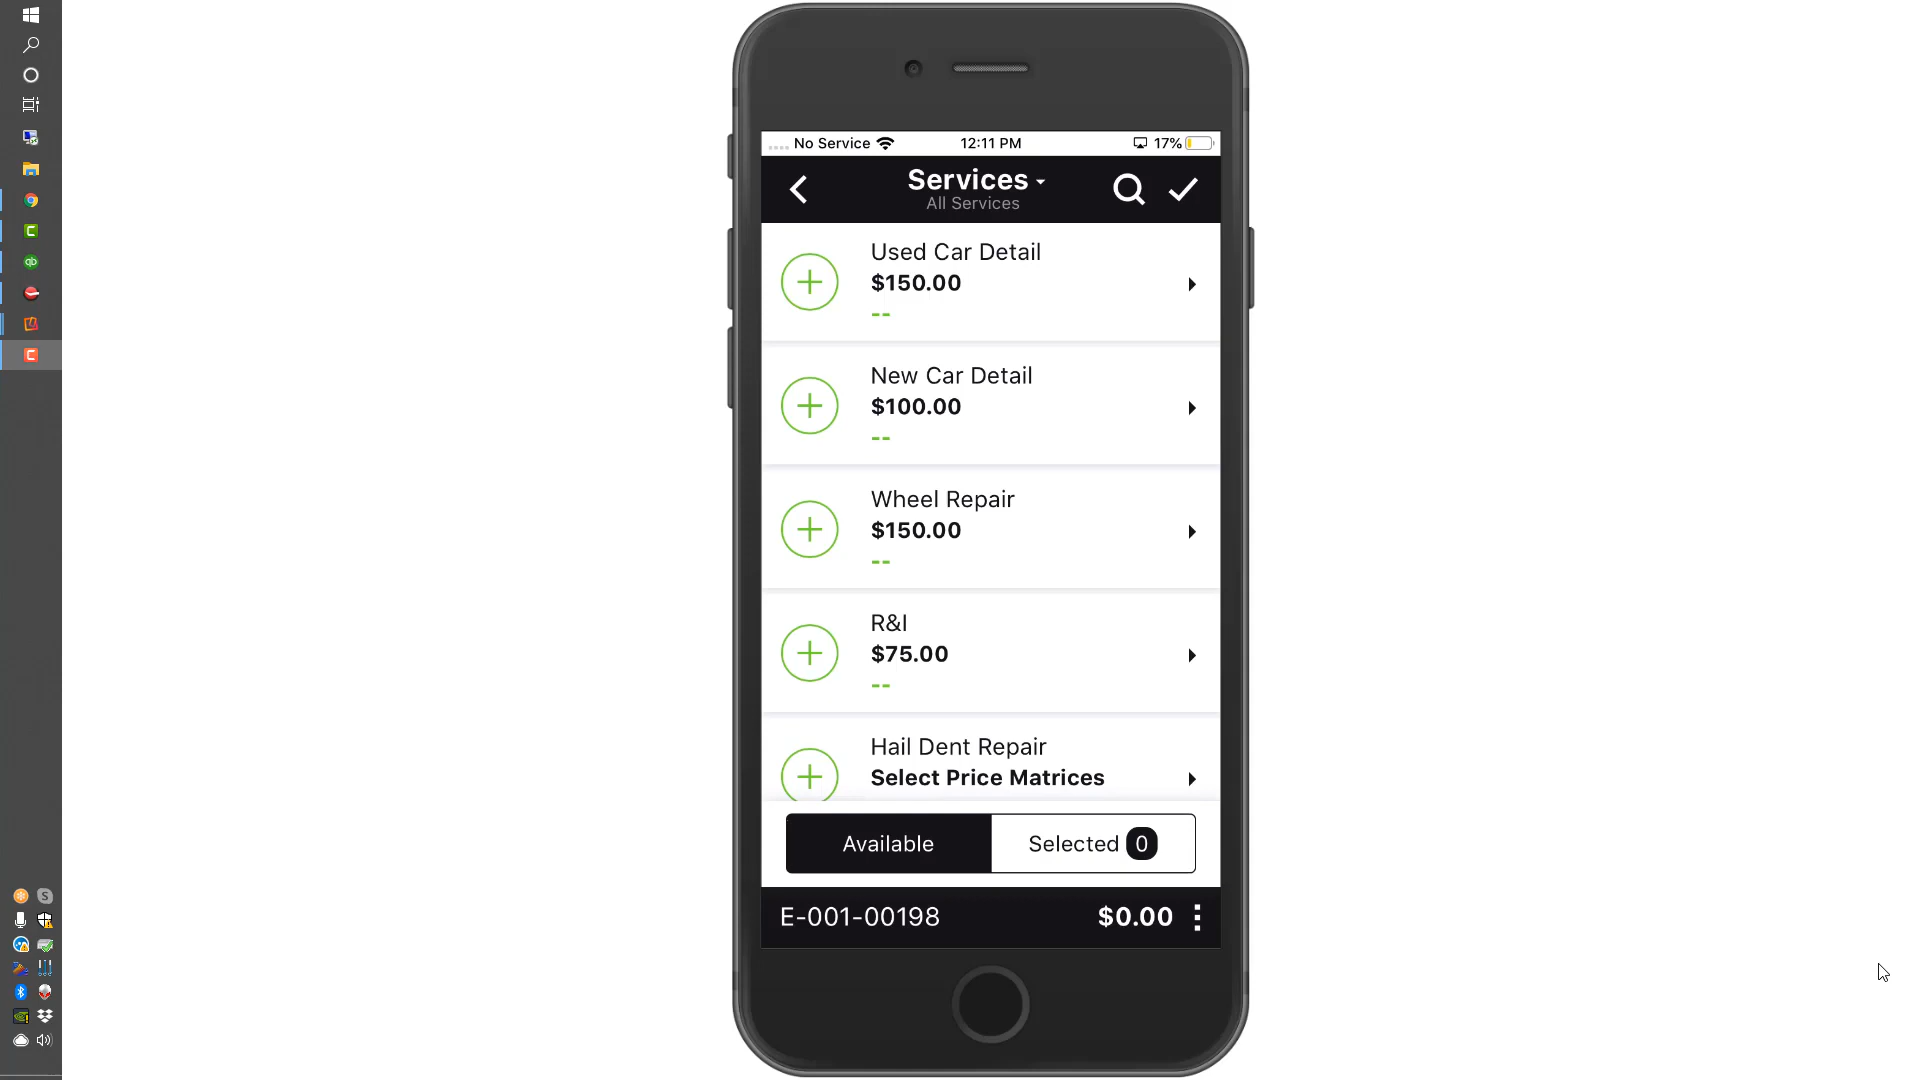 No Service
12:11 PM
17%
Services
All Services
Used Car Detail
$150.00
--
New Car Detail
$100.00
--
Wheel Repair
$150.00
--
R&I
$75.00
--
Hail Dent Repair
Select Price Matrices
Available
Selected 0
E-001-00198
$0.00